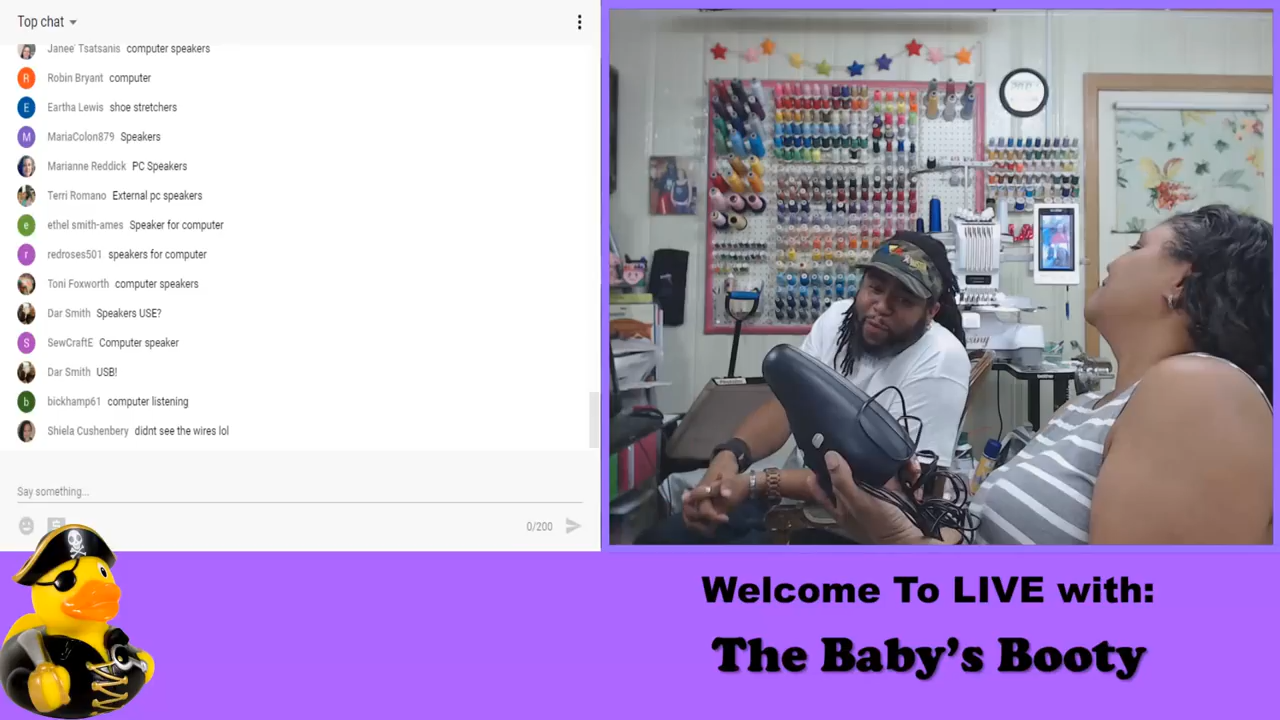 Top chat
Janee Tsatsanis computer speakers
Robin Bryant computer
Eartha Lewis shoe stretchers
MariaColon879 Speakers
Marianne Reddick PC Speakers
Terri Romano External pc speakers
ethel smith-ames Speaker for computer
redroses501 speakers for computer
Toni Foxworth computer speakers
Dar Smith Speakers USE?
SewCraftE Computer speaker
Dar Smith USB!
bickhamp61 computer listening
Shiela Cushenbery didnt see the wires lol
Say something...
0/200
R
E
M
e
r
S
b
Welcome To LIVE with:
The Baby's Booty